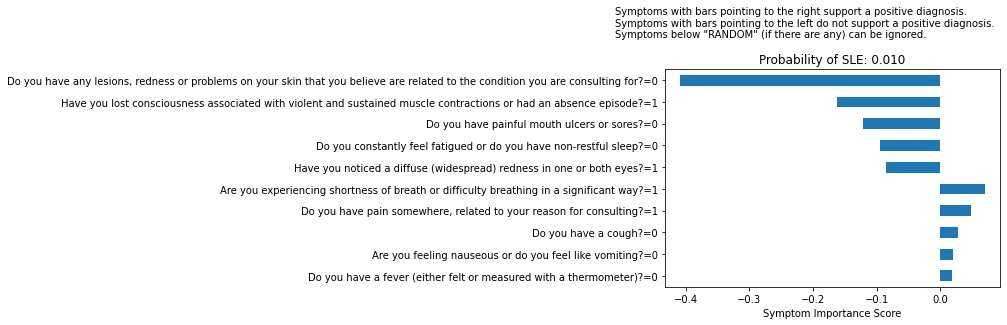 Symptoms with bars pointing to the right support a positive diagnosis.
Symptoms with bars pointing to the left do not support a positive diagnosis.
Symptoms below "RANDOM" (if there are any) can be ignored.
Probability of SLE: 0.010
Do you have any lesions, redness or problems on your skin that you believe are related to the condition you are consulting for?=0
Have you lost consciousness associated with violent and sustained muscle contractions or had an absence episode?=1
Do you have painful mouth ulcers or sores?=0
Do you constantly feel fatigued or do you have non-restful sleep?=0
Have you noticed a diffuse (widespread) redness in one or both eyes?=1
Are you experiencing shortness of breath or difficulty breathing in a significant way?=1
Do you have pain somewhere, related to your reason for consulting?=1
Do you have a cough?=0
Are you feeling nauseous or do you feel like vomiting?=0
Do you have a fever (either felt or measured with a thermometer)?=0
−0.4 −0.3 −0.2 −0.1 0.0
Symptom Importance Score